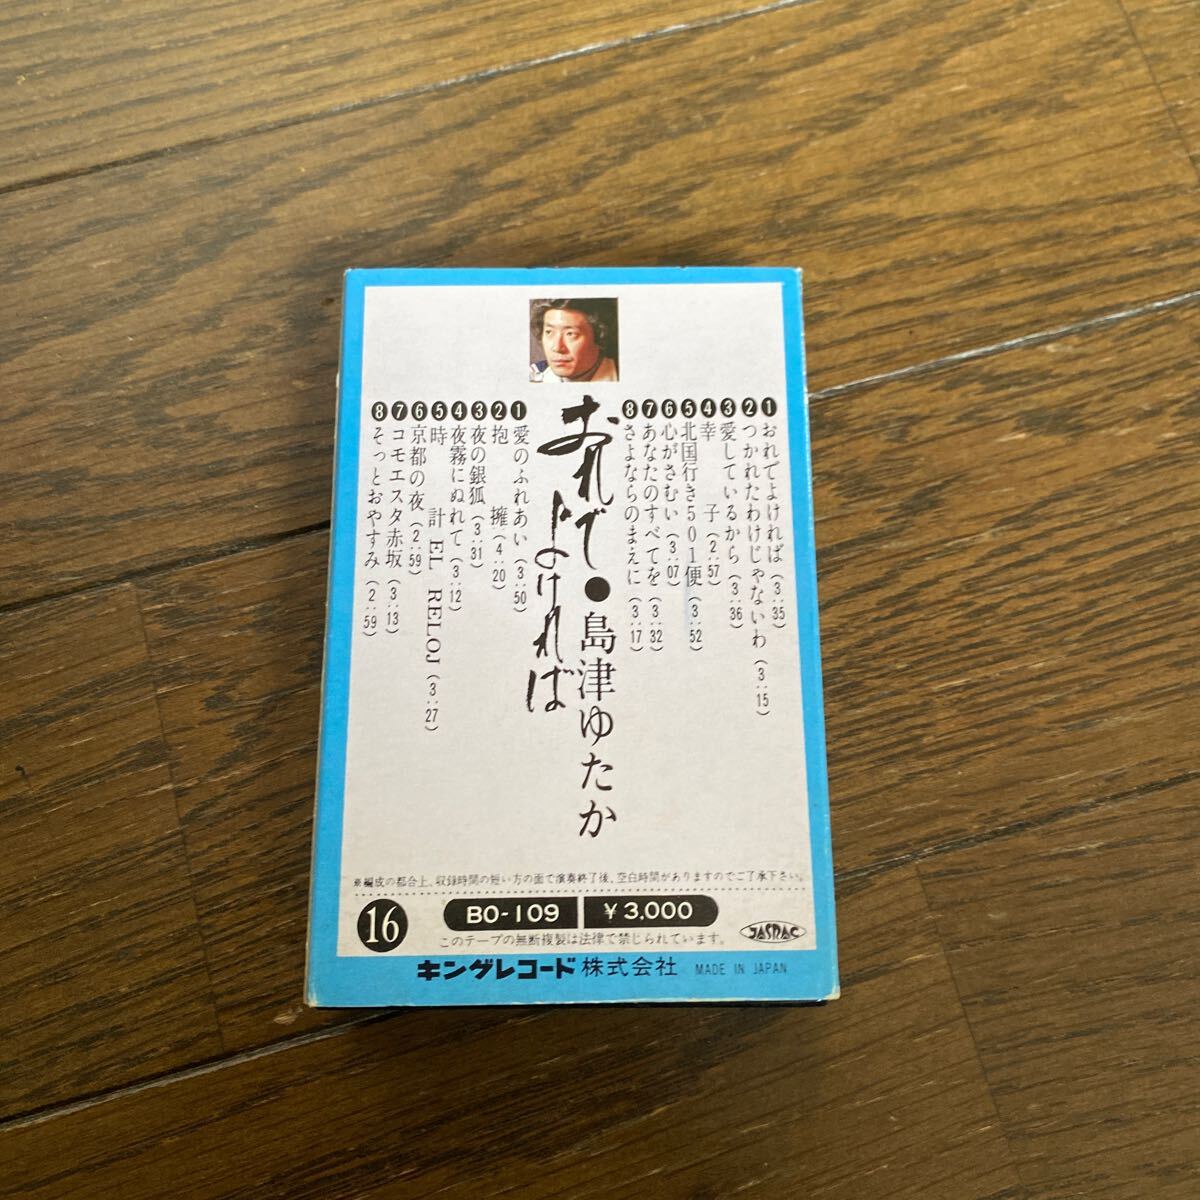 ❶おれでよければ(3:35)
❷つかれたわけじゃないわ(3:15)
❸愛しているから(3:36)
❹幸子(2:57)
❺北国行き501便(3:52)
❻心がさむい(3:07)
❼あなたのすべてを(3:32)
❽さよならのまえに(3:17)
おれでよければ
●島津ゆたか
❶愛のふれあい(3:50)
❷抱擁(4:20)
❸夜の銀狐(3:31)
❹夜霧にぬれて(3:12)
❺時計 EL RELOJ(3:27)
❻京都の夜(2:59)
❼コモエスタ赤坂(3:13)
❽そっとおやすみ(2:59)
※編成の都合上、収録時間の短い方の面で演奏終了後、空白時間がありますのでご了承下さい。
16
BO-109 ¥3,000
このテープの無断複製は法律で禁じられています。
JASRAC
キングレコード株式会社 MADE IN JAPAN